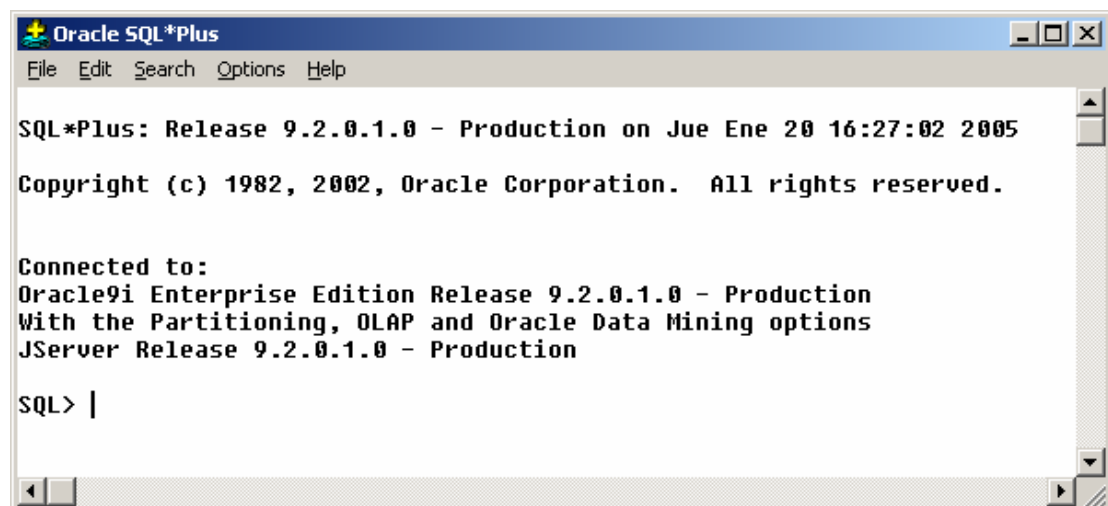 Oracle SQL*Plus
File Edit Search Options Help
SQL*Plus: Release 9.2.0.1.0 - Production on Jue Ene 20 16:27:02 2005
Copyright (c) 1982, 2002, Oracle Corporation.  All rights reserved.
Connected to:
Oracle9i Enterprise Edition Release 9.2.0.1.0 - Production
With the Partitioning, OLAP and Oracle Data Mining options
JServer Release 9.2.0.1.0 - Production
SQL>